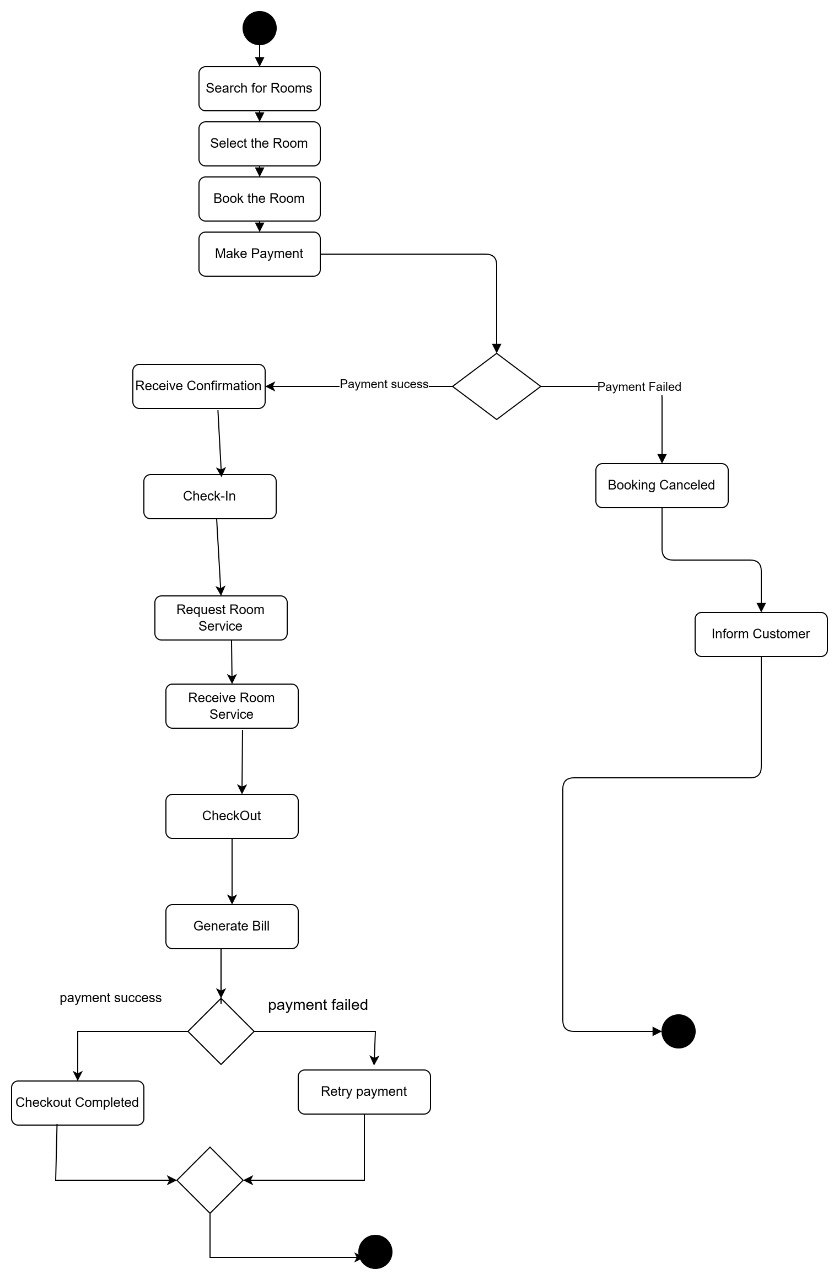 Search for Rooms
Select the Room
Book the Room
Make Payment
Payment sucess
Payment Failed
Receive Confirmation
Booking Canceled
Check-In
Request Room
Service
Inform Customer
Receive Room
Service
CheckOut
Generate Bill
payment success
payment failed
Retry payment
Checkout Completed